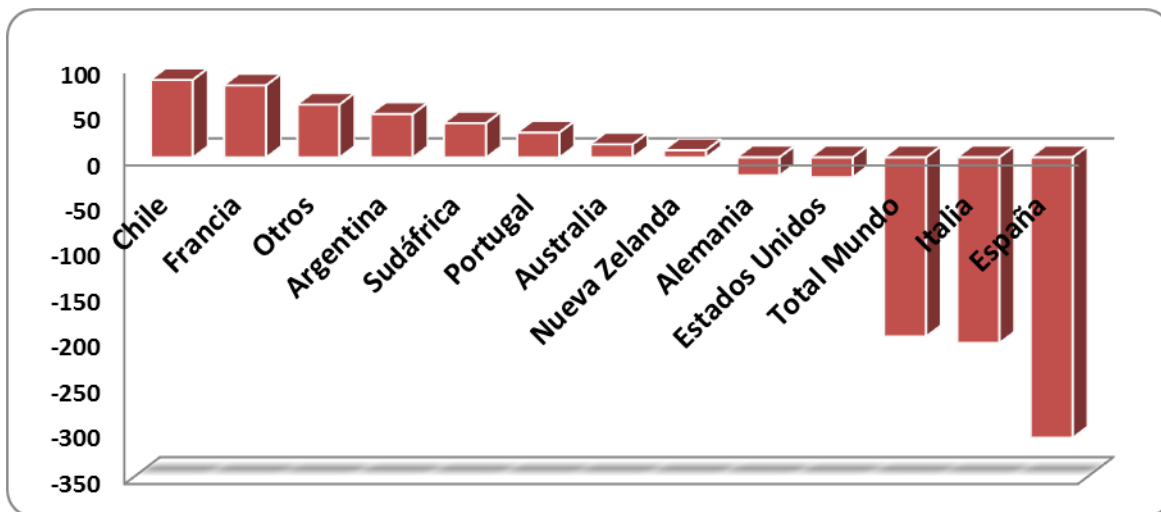 100
50
0
-50
-100
-150
-200
-250
-300
-350
Chile
Francia
Otros
Argentina
Sudáfrica
Portugal
Australia
Nueva Zelanda
Alemania
Estados Unidos
Total Mundo
Italia
España